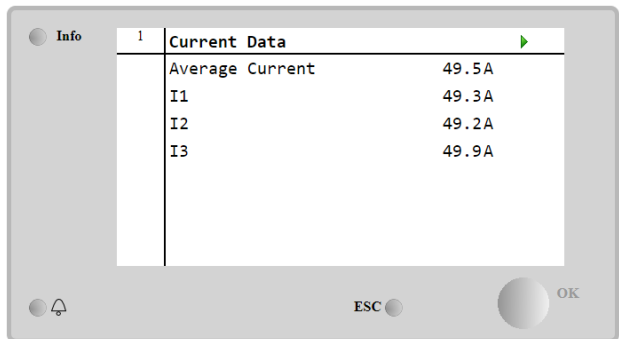 Info
1 Current Data
Average Current 49.5A
I1 49.3A
I2 49.2A
I3 49.9A
ESC
OK